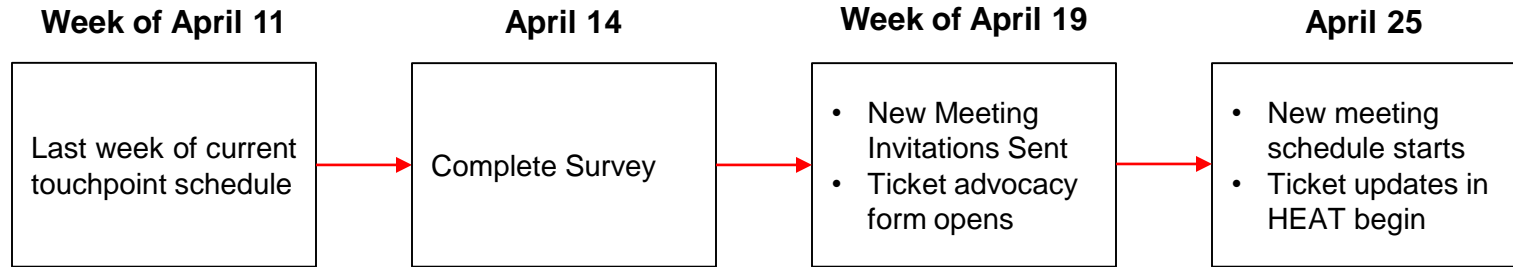 Week of April 11
Last week of current
touchpoint schedule
April 14
Complete Survey
Week of April 19
• New Meeting
Invitations Sent
• Ticket advocacy
form opens
April 25
• New meeting
schedule starts
• Ticket updates in
HEAT begin